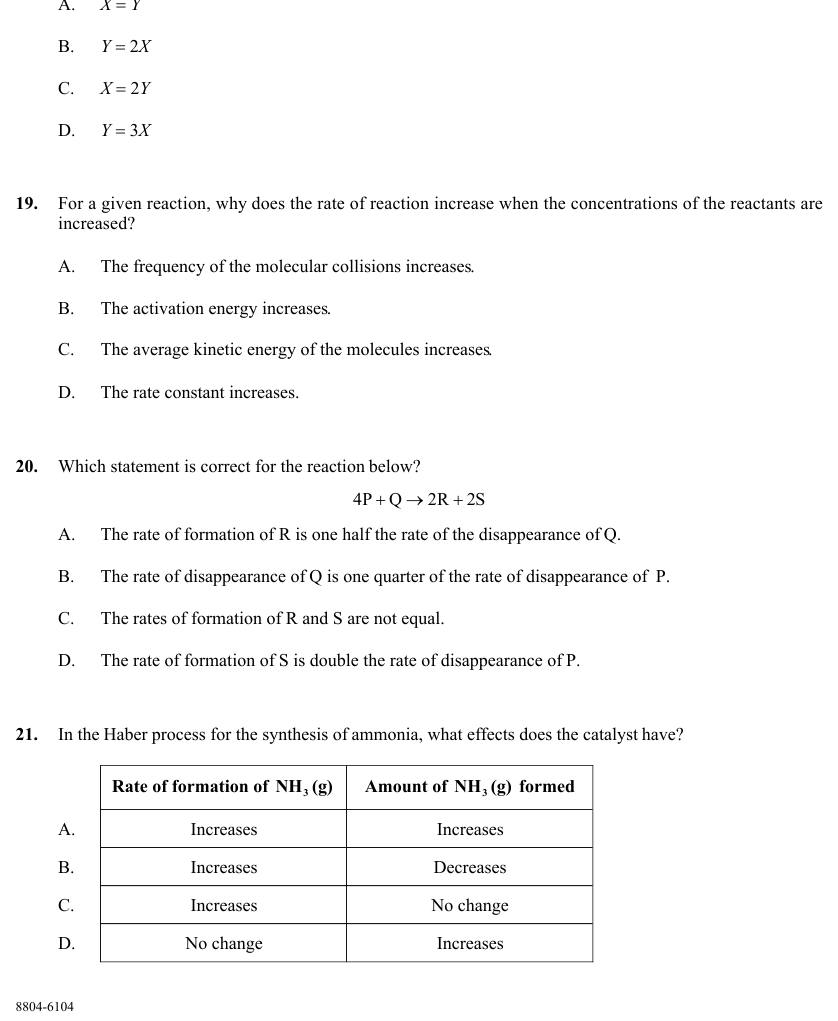 A. X = Y
B. Y = 2X
C. X = 2Y
D. Y = 3X
19. For a given reaction, why does the rate of reaction increase when the concentrations of the reactants are
increased?
A. The frequency of the molecular collisions increases.
B. The activation energy increases.
C. The average kinetic energy of the molecules increases.
D. The rate constant increases.
20. Which statement is correct for the reaction below?
4P + Q → 2R + 2S
A. The rate of formation of R is one half the rate of the disappearance of Q.
B. The rate of disappearance of Q is one quarter of the rate of disappearance of P.
C. The rates of formation of R and S are not equal.
D. The rate of formation of S is double the rate of disappearance of P.
21. In the Haber process for the synthesis of ammonia, what effects does the catalyst have?
Rate of formation of NH₃ (g) Amount of NH₃ (g) formed
A. Increases Increases
B. Increases Decreases
C. Increases No change
D. No change Increases
8804-6104